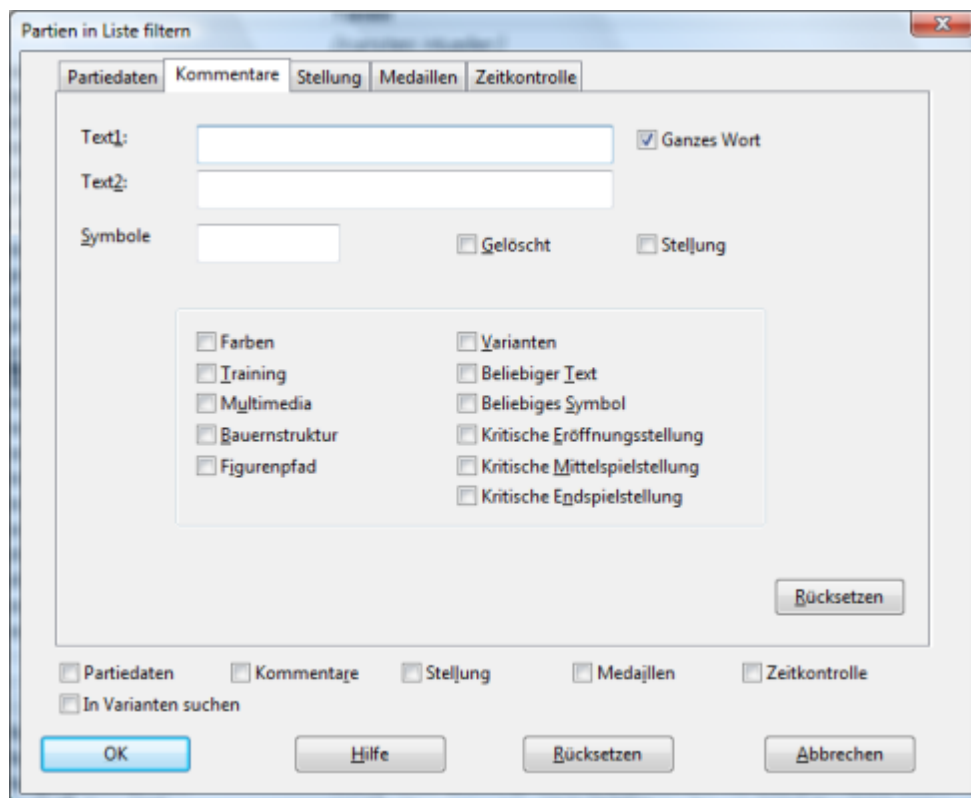 Partien in Liste filtern
Partiedaten Kommentare Stellung Medaillen Zeitkontrolle
Text1: Ganzes Wort
Text2:
Symbole Gelöscht Stellung
Farben Varianten
Training Beliebiger Text
Multimedia Beliebiges Symbol
Bauernstruktur Kritische Eröffnungsstellung
Figurenpfad Kritische Mittelspielstellung
Kritische Endspielstellung
Rücksetzen
Partiedaten Kommentare Stellung Medaillen Zeitkontrolle
In Varianten suchen
OK Hilfe Rücksetzen Abbrechen